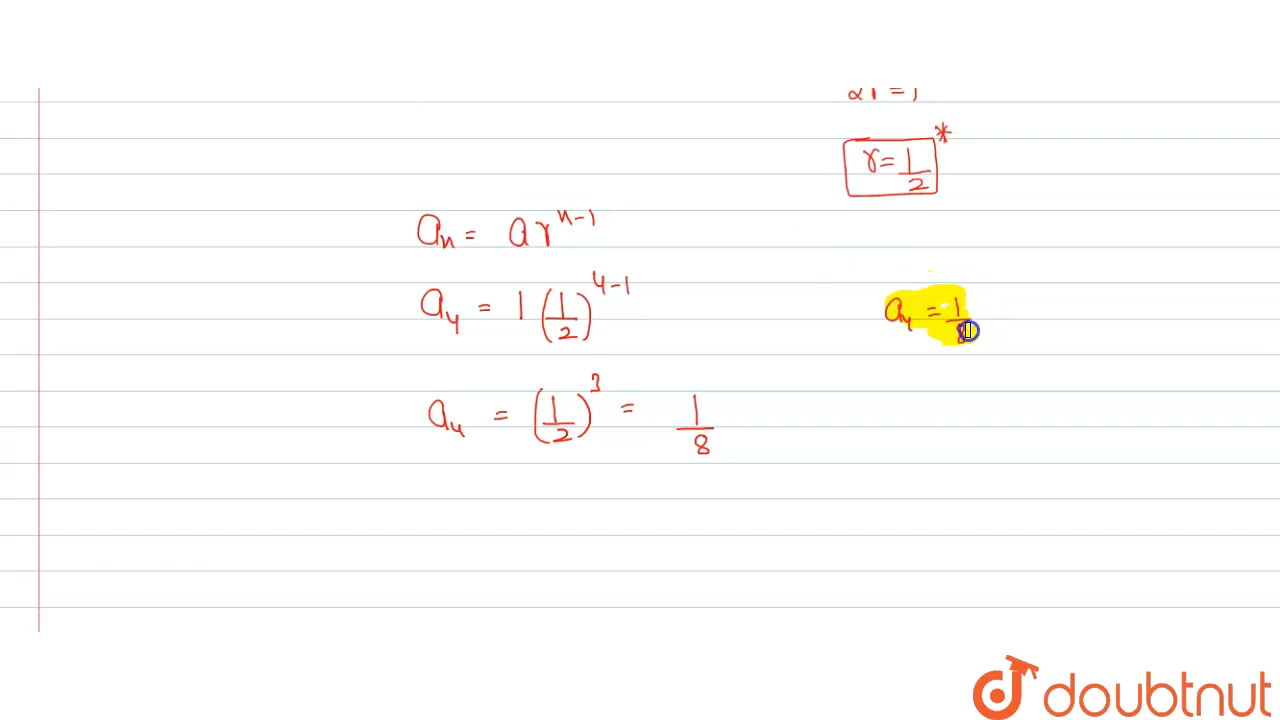 r = 1/2 *
aₙ = a rⁿ⁻¹
a₄ = 1 (1/2)⁴⁻¹
a₄ = 1/8
a₄ = (1/2)³ = 1/8
doubtnut